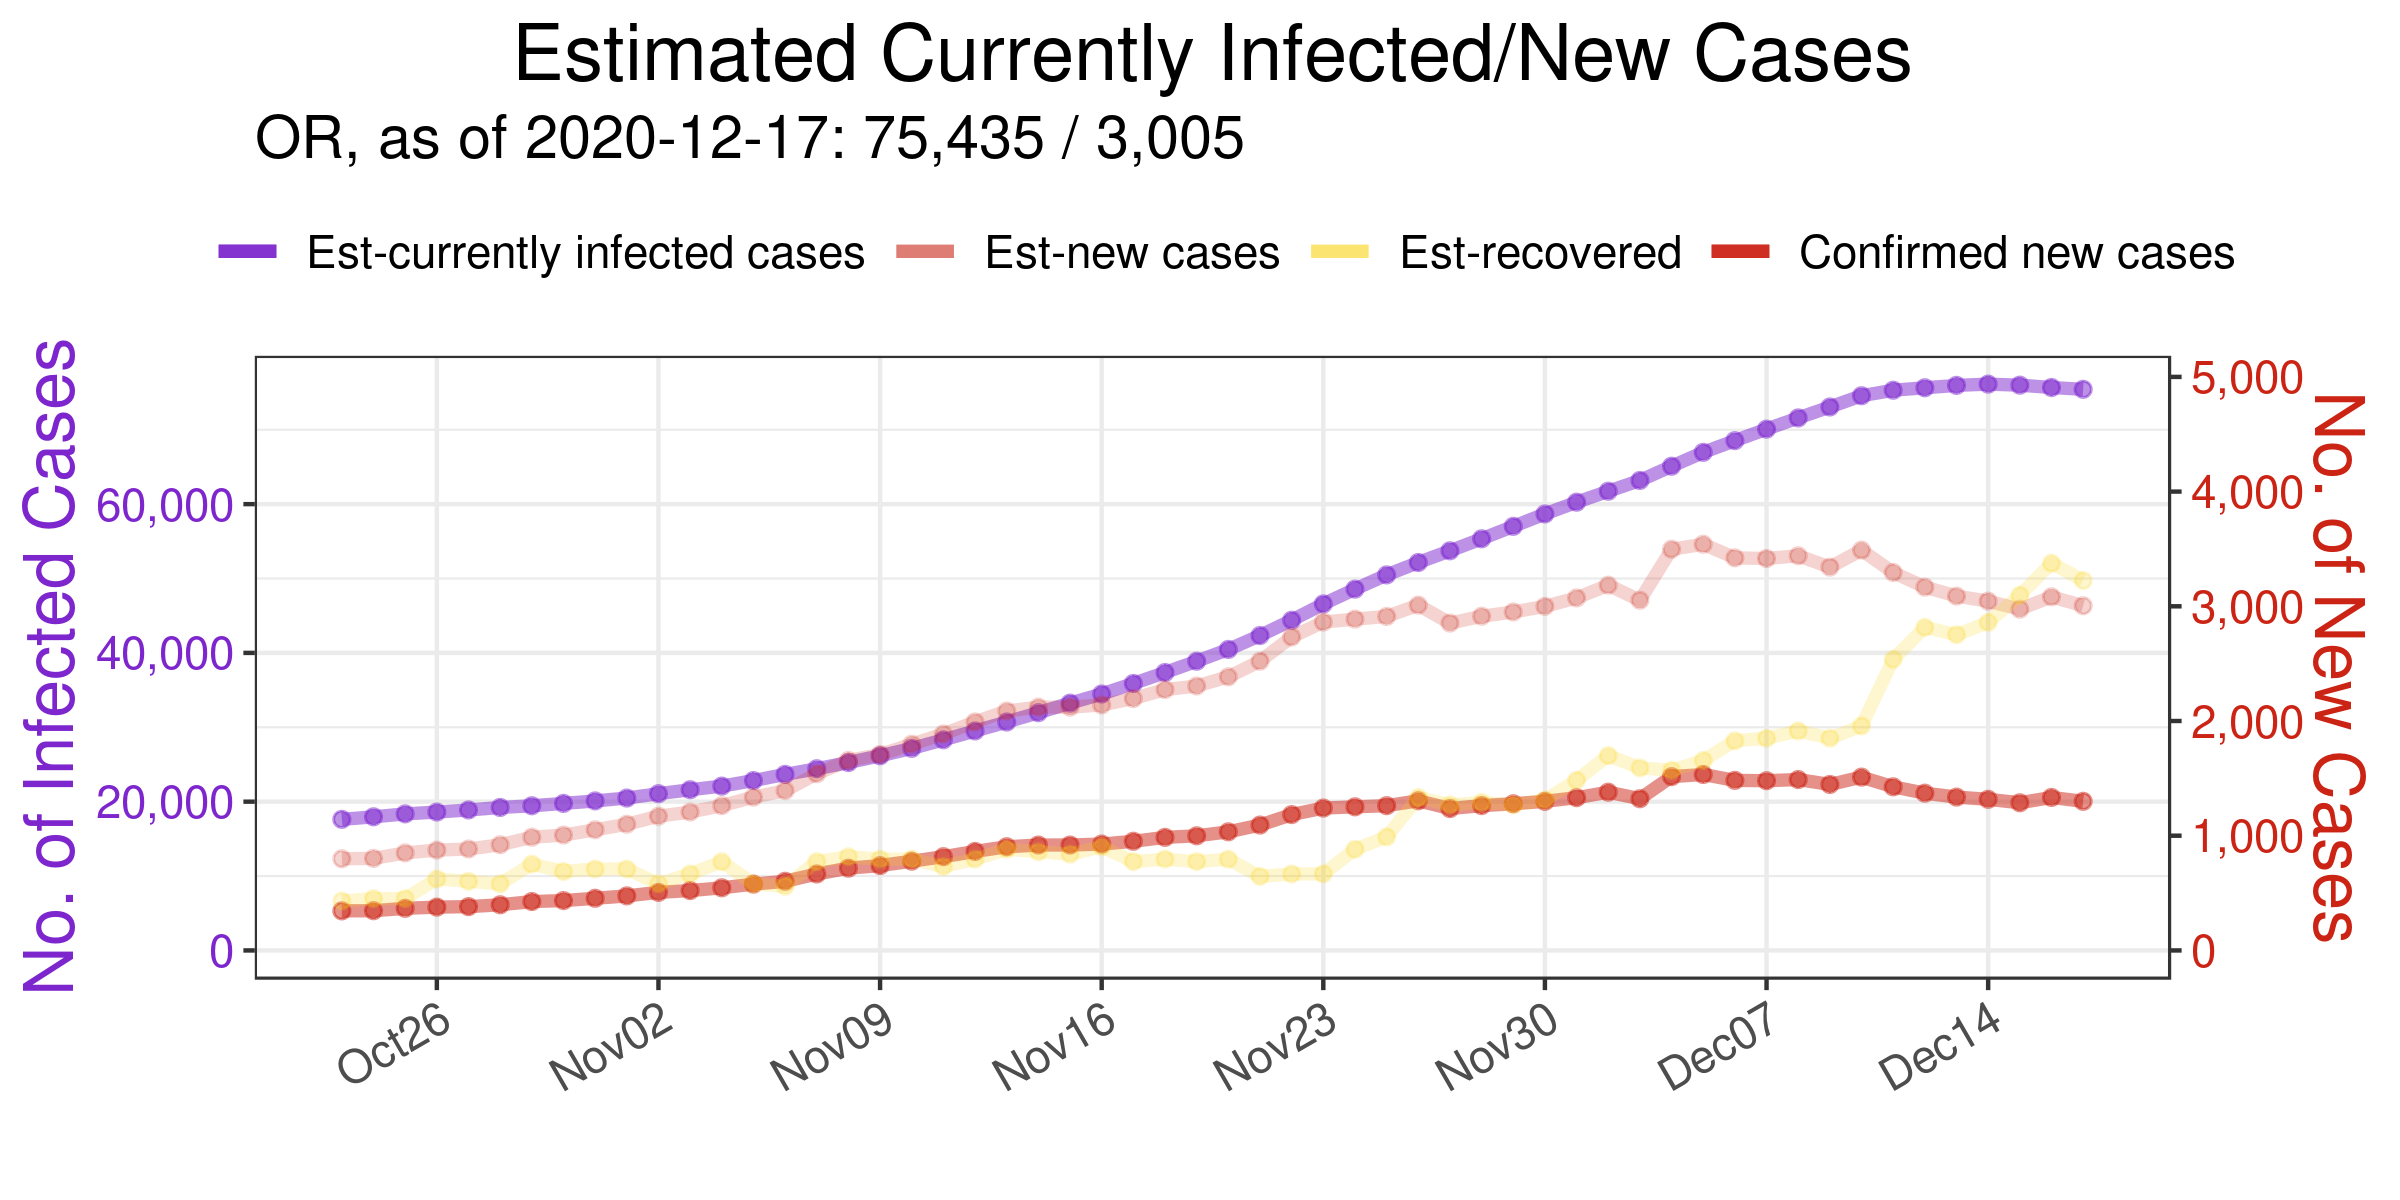 Estimated Currently Infected/New Cases
OR, as of 2020-12-17: 75,435 / 3,005
Est-currently infected cases Est-new cases Est-recovered Confirmed new cases
No. of Infected Cases
60,000
40,000
20,000
0
5,000
4,000
3,000
2,000
1,000
0
No. of New Cases
Oct26 Nov02 Nov09 Nov16 Nov23 Nov30 Dec07 Dec14